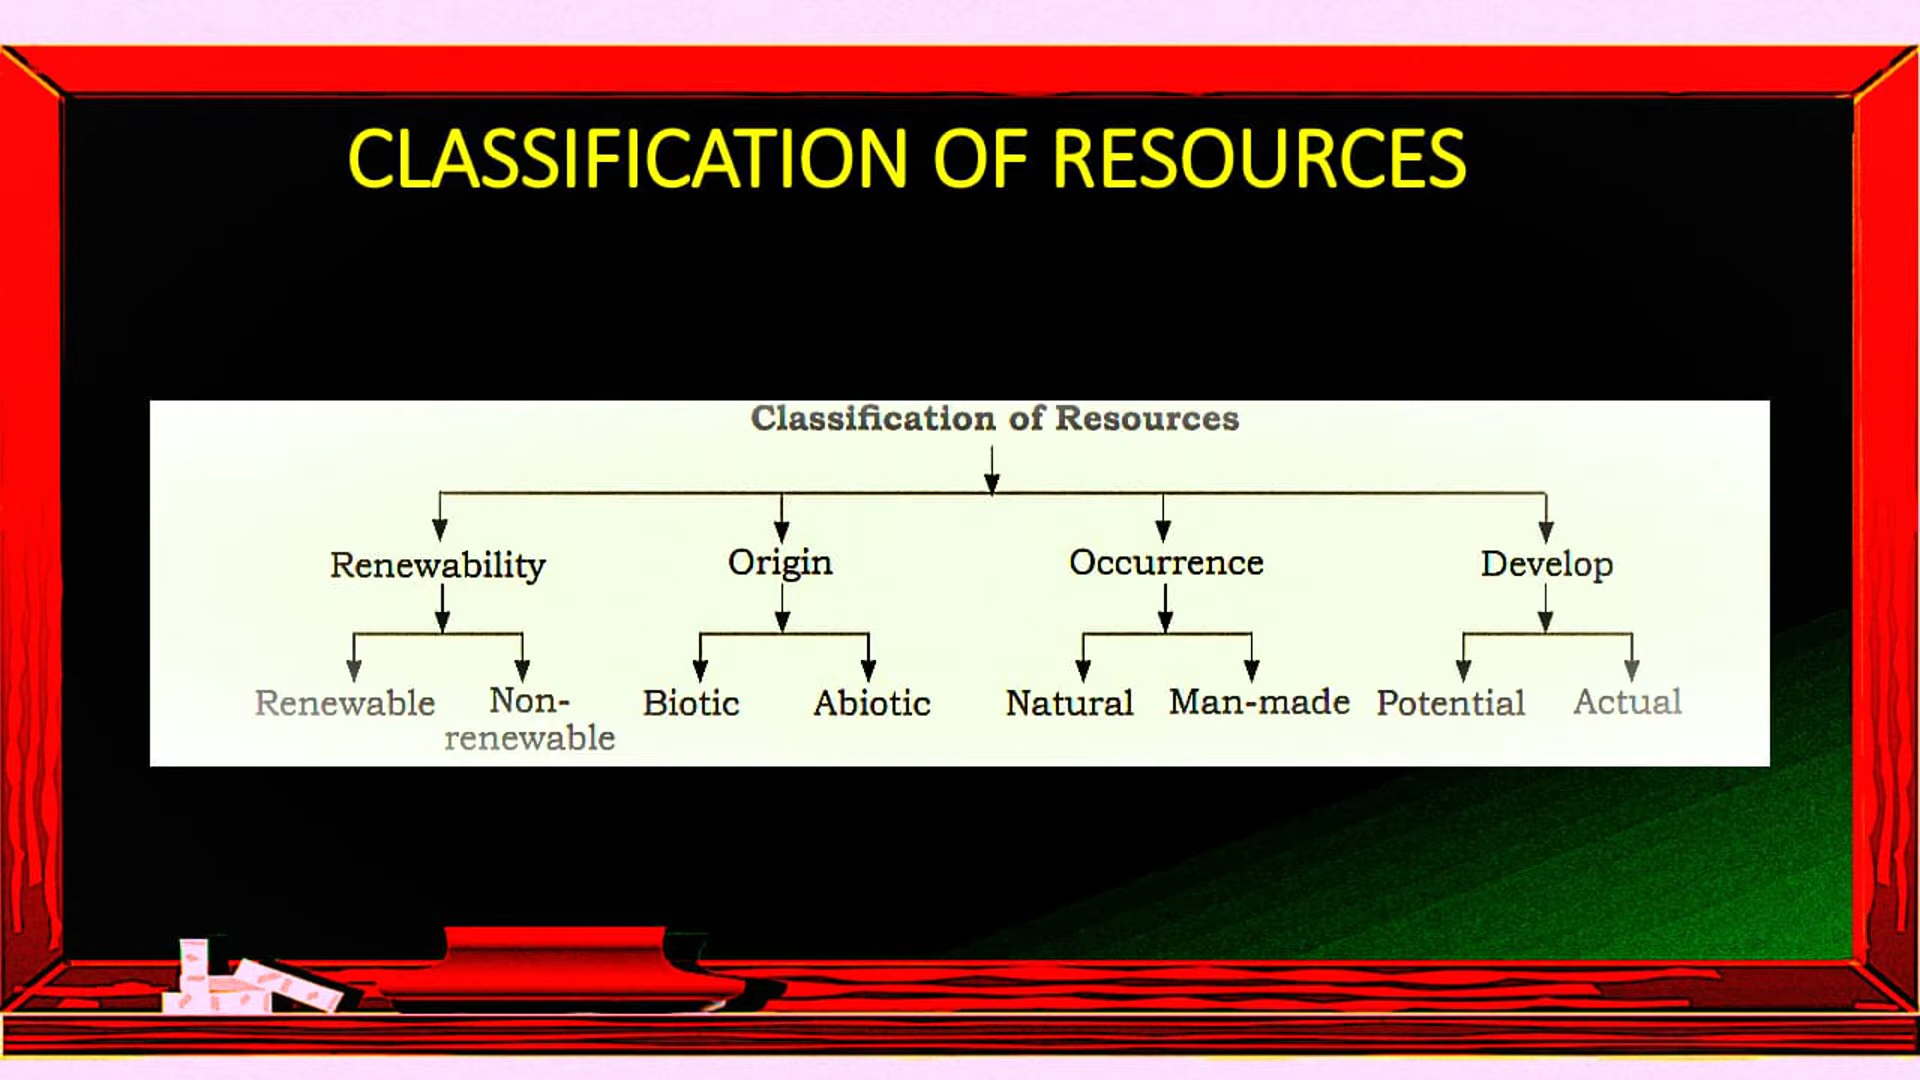 CLASSIFICATION OF RESOURCES
Classification of Resources
Renewability Origin Occurrence Develop
Renewable Non- Biotic Abiotic Natural Man-made Potential Actual
renewable